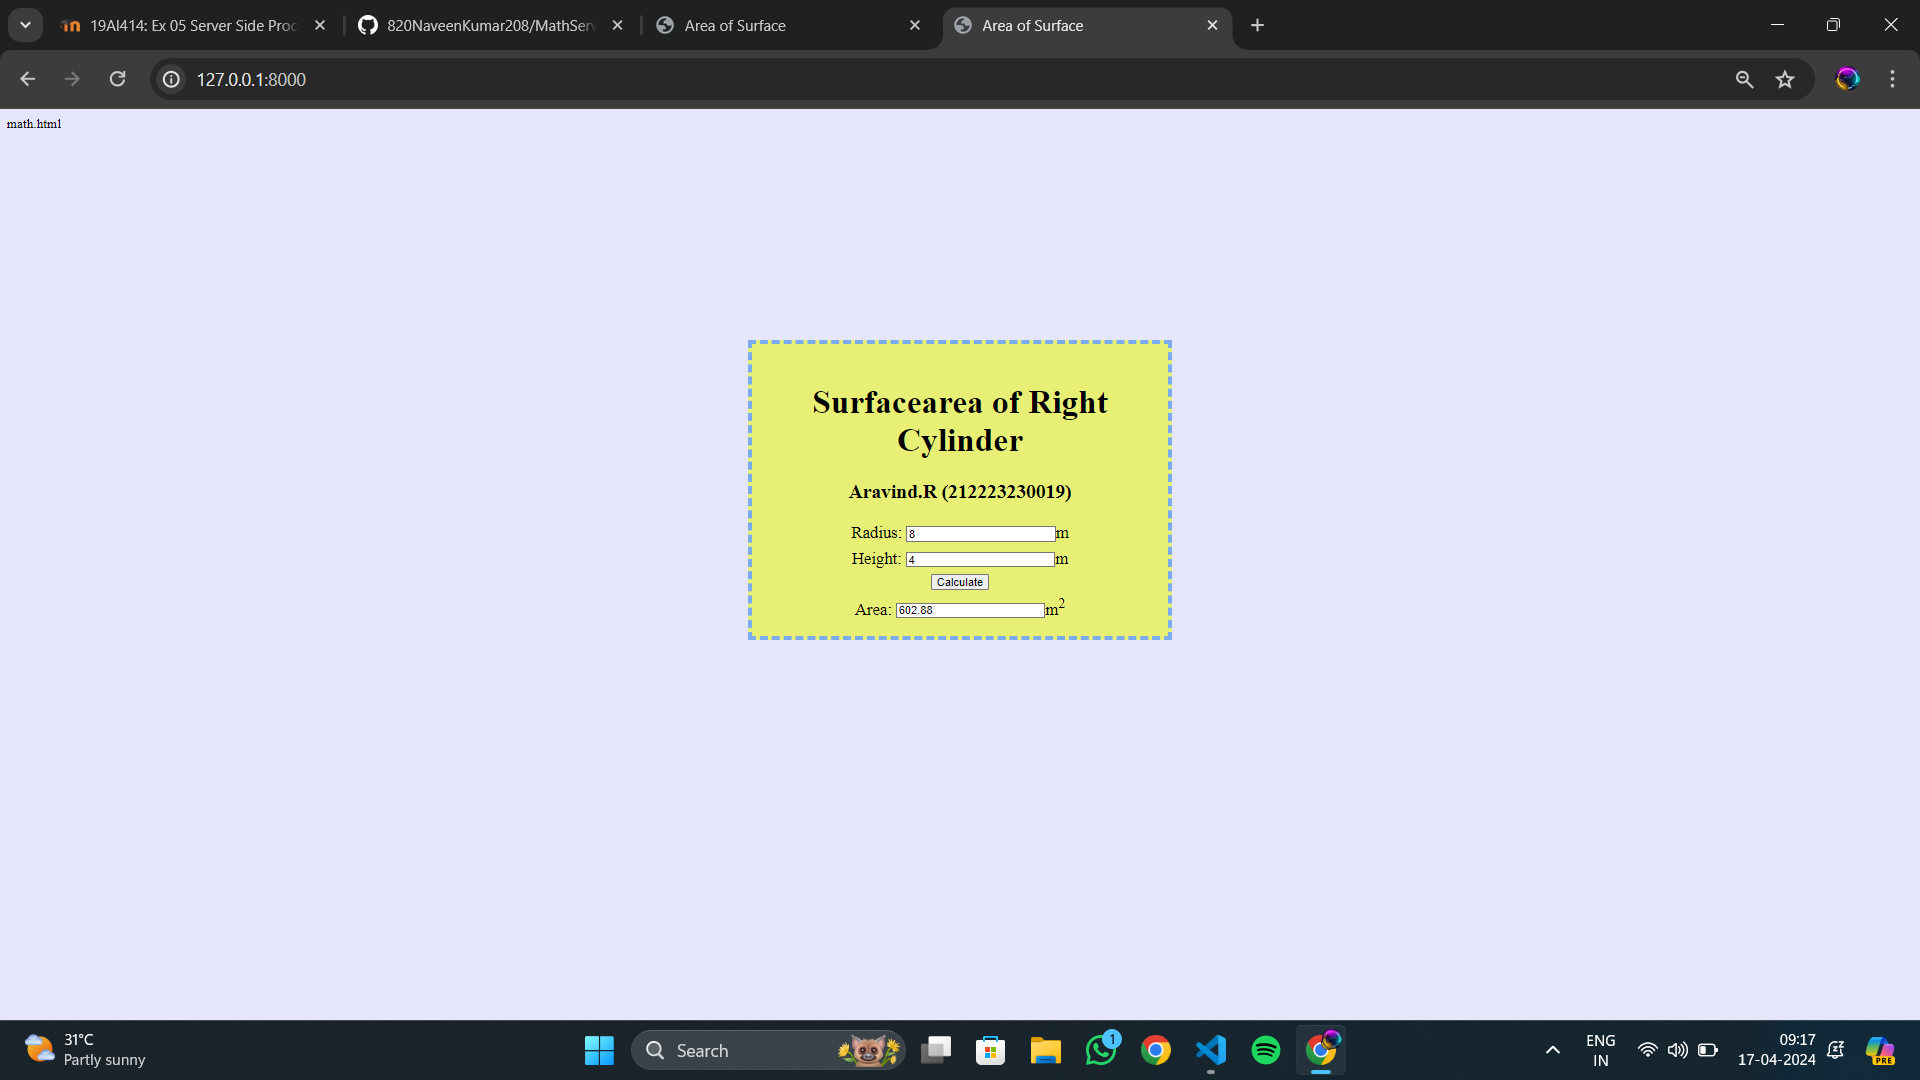 19AI414: Ex 05 Server Side Proc
820NaveenKumar208/MathServ
Area of Surface
Area of Surface
127.0.0.1:8000
math.html
Surfacearea of Right
Cylinder
Aravind.R (212223230019)
Radius: 8 m
Height: 4 m
Calculate
Area: 602.88 m2
31°C
Partly sunny
Search
1
PRE
ENG
IN
09:17
17-04-2024